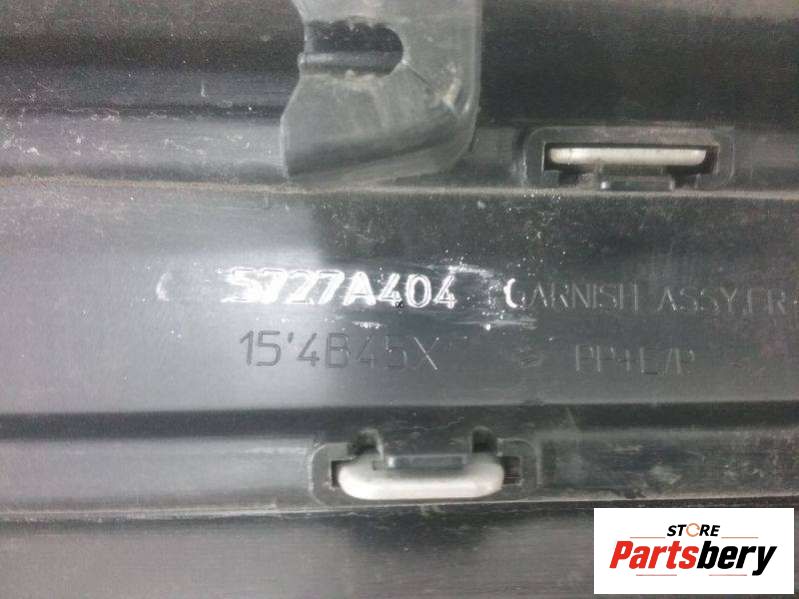 5727A404 GARNISH ASSY,FR
15'4B45X > PP+E/P
STORE
Partsbery